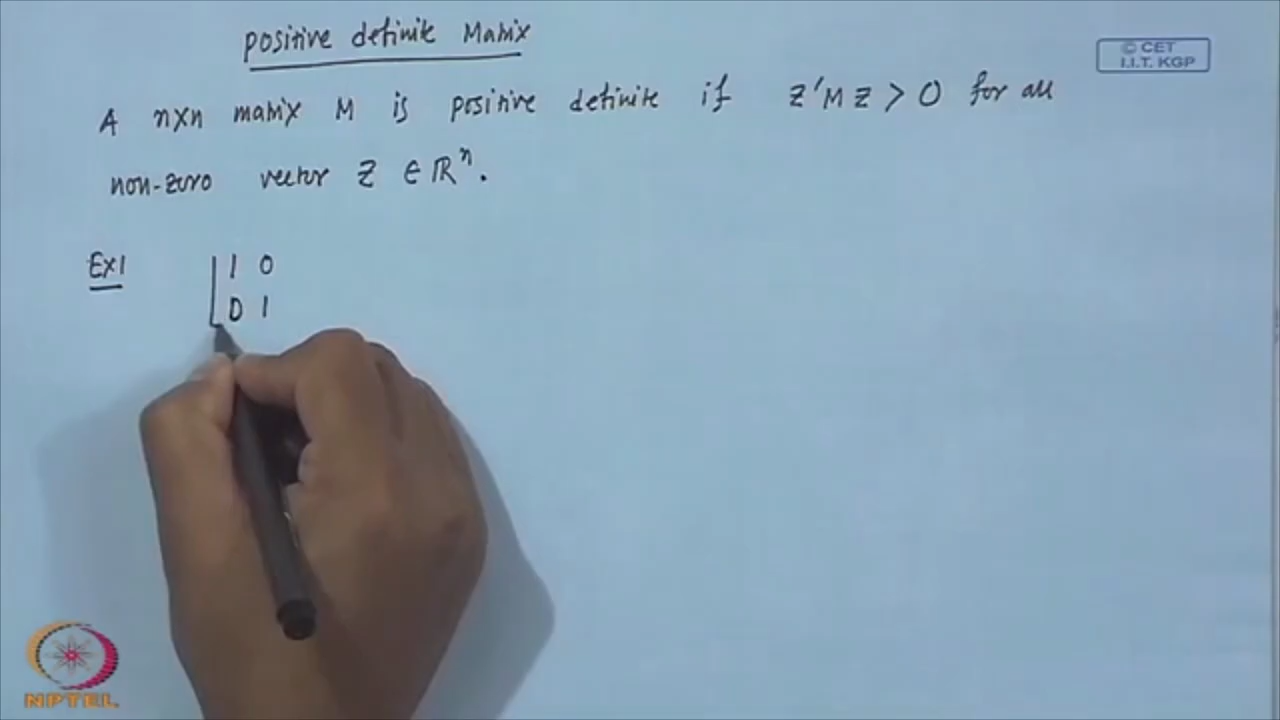 positive definite Matrix
© CET
I.I.T. KGP
A n×n matrix M is positive definite if Z'MZ > 0 for all
non-zero vector Z ∈ ℝⁿ.
Ex1
1 0
0 1
NPTEL